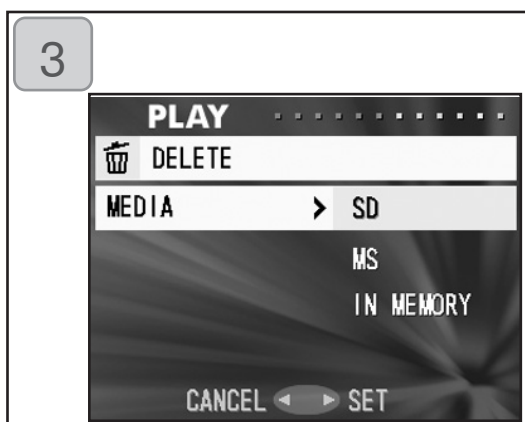 3
PLAY
DELETE
MEDIA > SD
MS
IN MEMORY
CANCEL ◄ ► SET